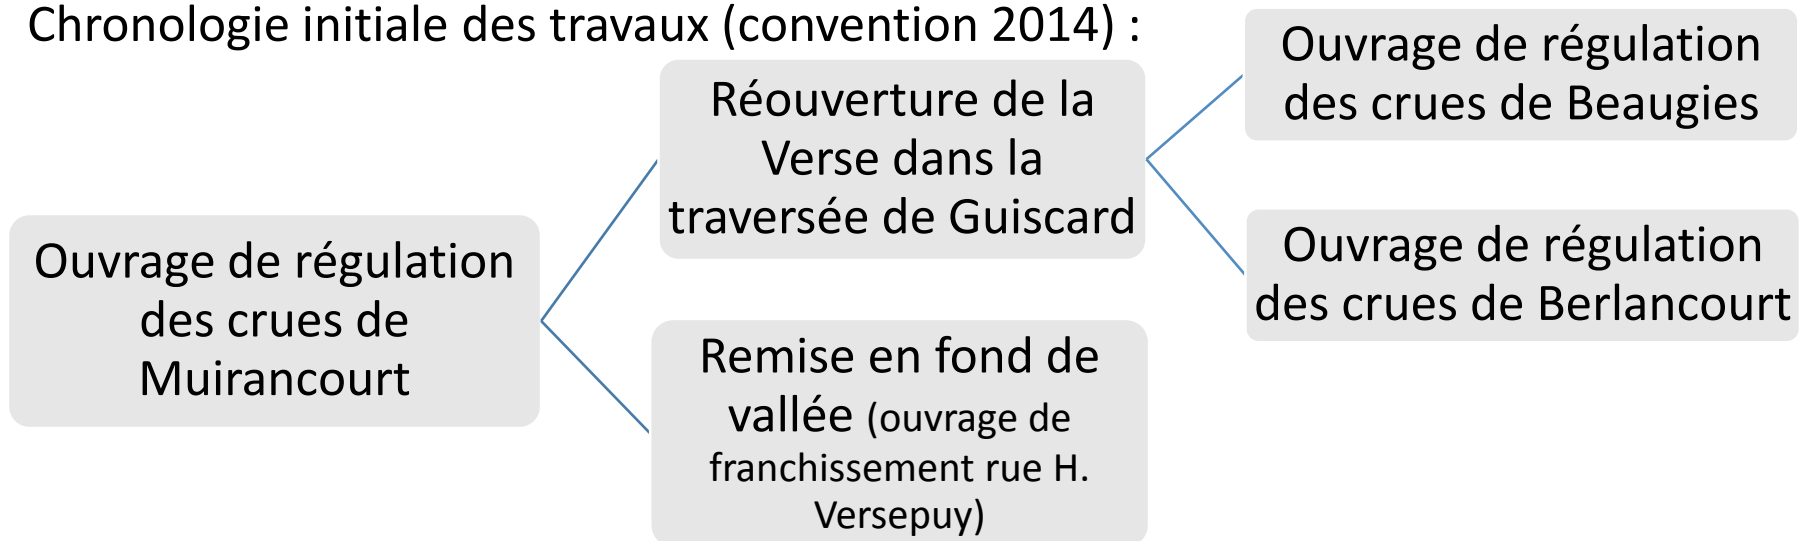 Chronologie initiale des travaux (convention 2014) :
Ouvrage de régulation
des crues de
Muirancourt
Réouverture de la
Verse dans la
traversée de Guiscard
Remise en fond de
vallée (ouvrage de
franchissement rue H.
Versepuy)
Ouvrage de régulation
des crues de Beaugies
Ouvrage de régulation
des crues de Berlancourt